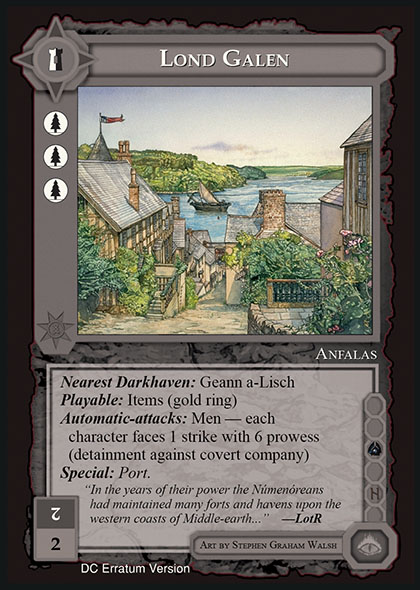 LOND GALEN
ANFALAS
Nearest Darkhaven: Geann a-Lisch
Playable: Items (gold ring)
Automatic-attacks: Men — each
character faces 1 strike with 6 prowess
(detainment against covert company)
Special: Port.
"In the years of their power the Númenóreans
had maintained many forts and havens upon the
western coasts of Middle-earth..." —LotR
2
2
ART BY STEPHEN GRAHAM WALSH
DC Erratum Version